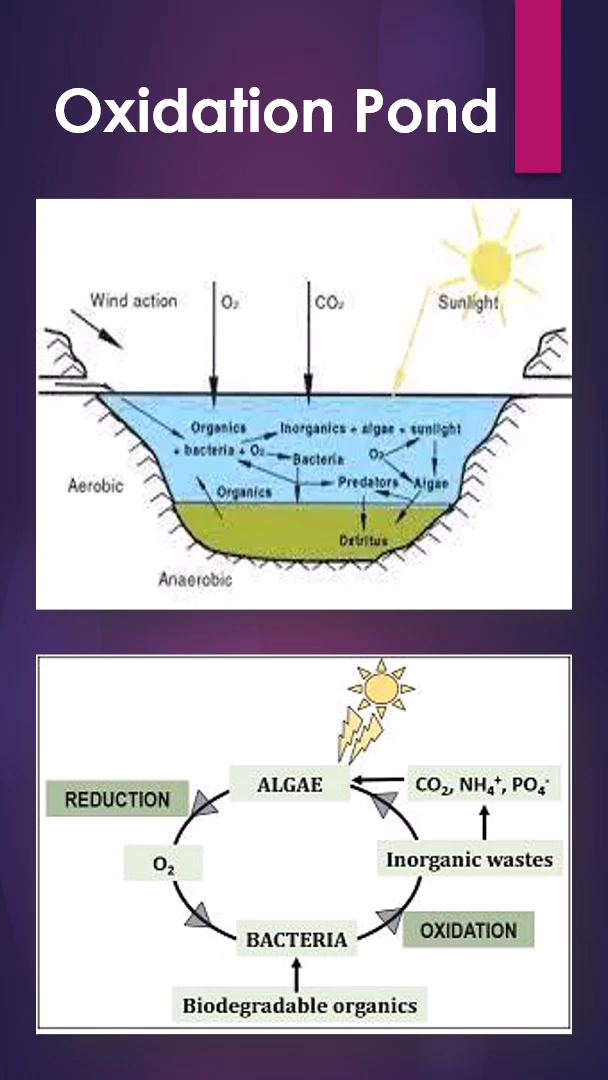 Oxidation Pond
Wind action
O₂
CO₂
Sunlight
Organics
Inorganics + algae + sunlight
+ bacteria + O₂
Bacteria
O₂
Organics
Predators
Algae
Aerobic
Detritus
Anaerobic
ALGAE
CO₂, NH₄⁺, PO₄⁻
REDUCTION
O₂
Inorganic wastes
BACTERIA
OXIDATION
Biodegradable organics